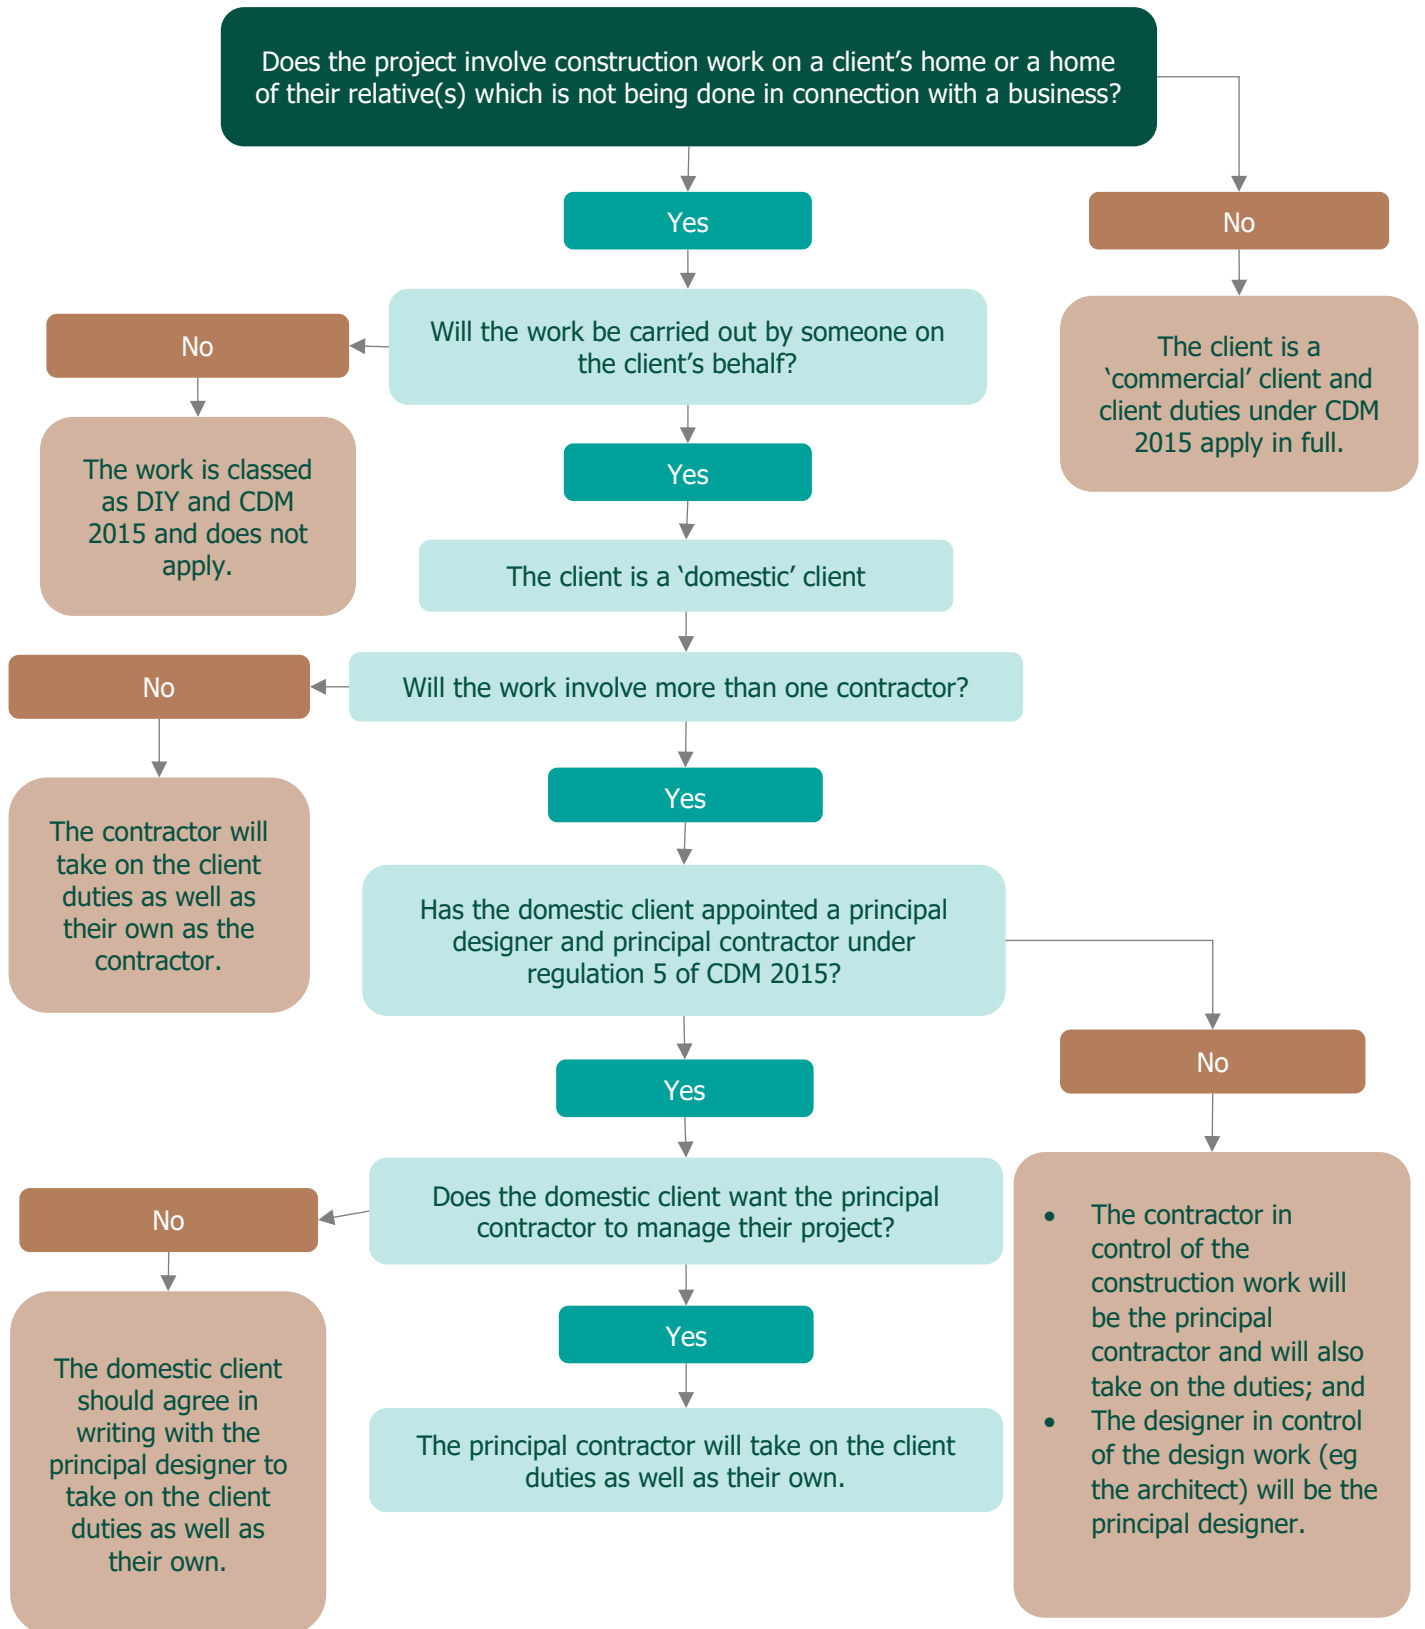 Does the project involve construction work on a client’s home or a home
of their relative(s) which is not being done in connection with a business?
Yes
No
Will the work be carried out by someone on
the client’s behalf?
No
The client is a
‘commercial’ client and
client duties under CDM
2015 apply in full.
The work is classed
as DIY and CDM
2015 and does not
apply.
Yes
The client is a ‘domestic’ client
Will the work involve more than one contractor?
No
Yes
The contractor will
take on the client
duties as well as
their own as the
contractor.
Has the domestic client appointed a principal
designer and principal contractor under
regulation 5 of CDM 2015?
Yes
No
Does the domestic client want the principal
contractor to manage their project?
No
• The contractor in
control of the
construction work will
be the principal
contractor and will also
take on the duties; and
• The designer in control
of the design work (eg
the architect) will be the
principal designer.
Yes
The domestic client
should agree in
writing with the
principal designer to
take on the client
duties as well as
their own.
The principal contractor will take on the client
duties as well as their own.